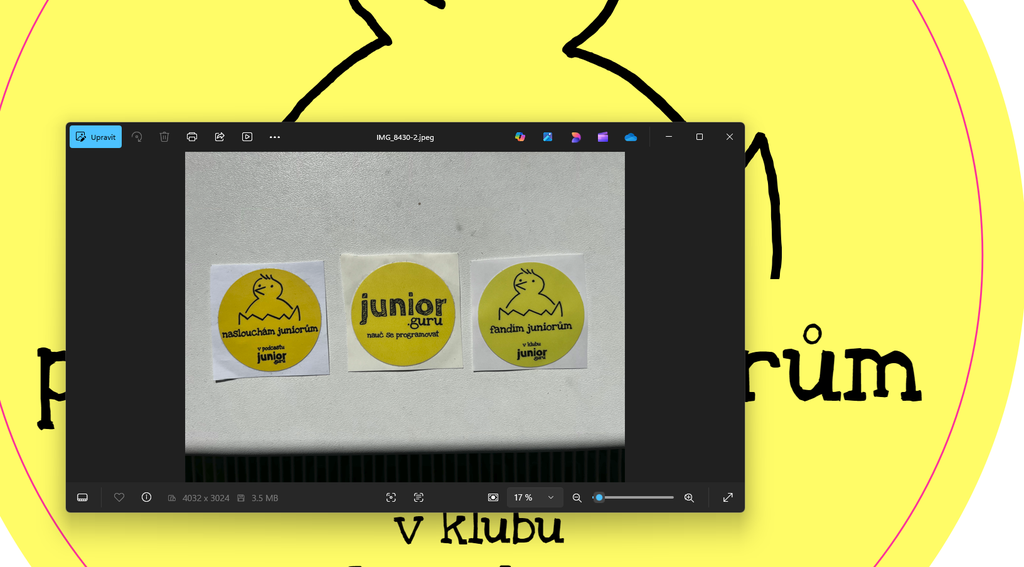 Upravit
IMG_8430-2.jpeg
naslouchám juniorům
v podcastu
junior
.guru
junior
.guru
nauč se programovat
fandím juniorům
v klubu
junior
.guru
p
rům
4032 x 3024
3.5 MB
17 %
v klubu